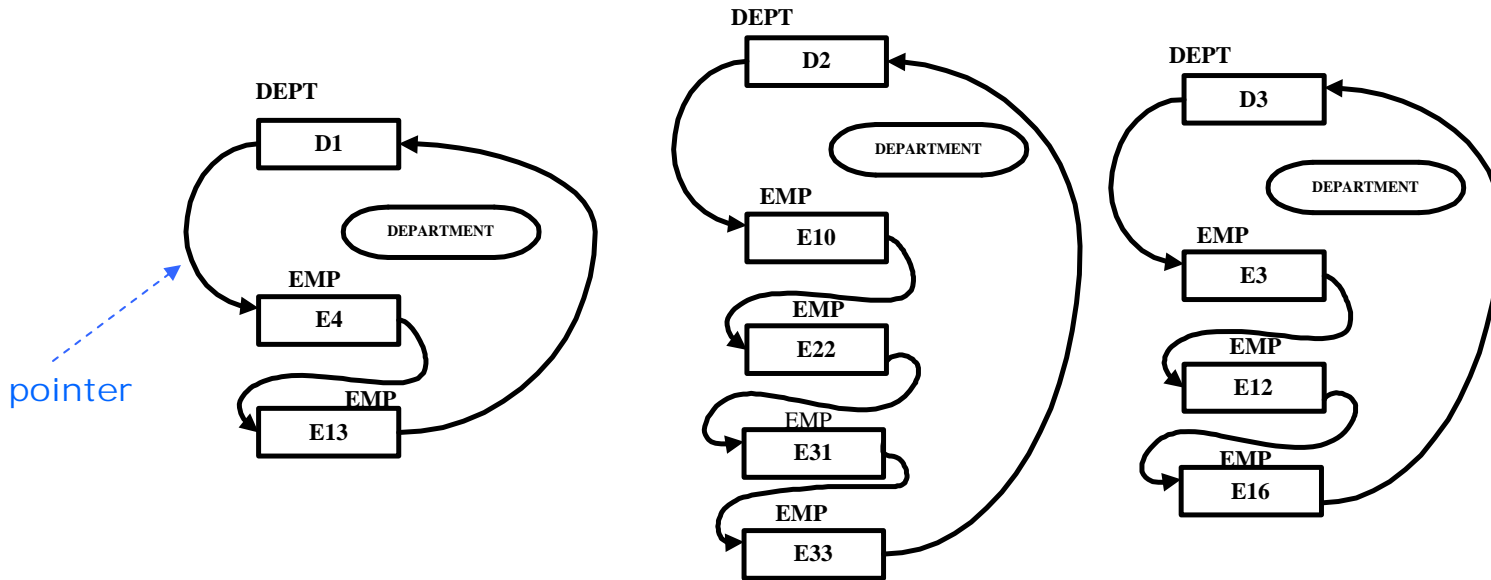 DEPT
D1
DEPARTMENT
EMP
E4
EMP
E13
pointer
DEPT
D2
DEPARTMENT
EMP
E10
EMP
E22
EMP
E31
EMP
E33
DEPT
D3
DEPARTMENT
EMP
E3
EMP
E12
EMP
E16